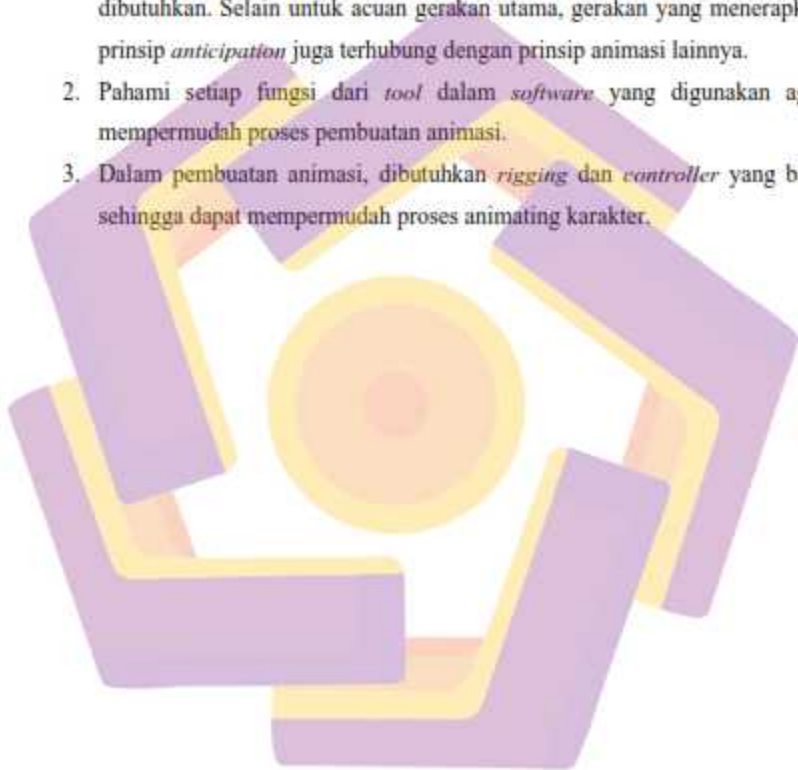 dibutuhkan. Selain untuk acuan gerakan utama, gerakan yang
prinsip anticipation juga terhubung dengan prinsip animasi lainnya.
2. Pahami setiap fungsi dari tool dalam software yang digunakan
mempermudah proses pembuatan animasi.
3. Dalam pembuatan animasi, dibutuhkan rigging dan controller yang
sehingga dapat mempermudah proses animating karakter.